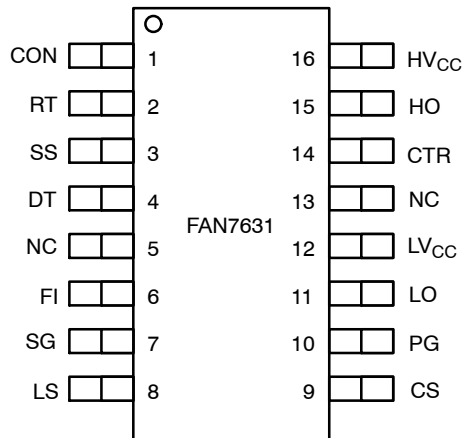 CON 1 16 HVCC
RT 2 15 HO
SS 3 14 CTR
DT 4 13 NC
FAN7631
NC 5 12 LVCC
FI 6 11 LO
SG 7 10 PG
LS 8 9 CS